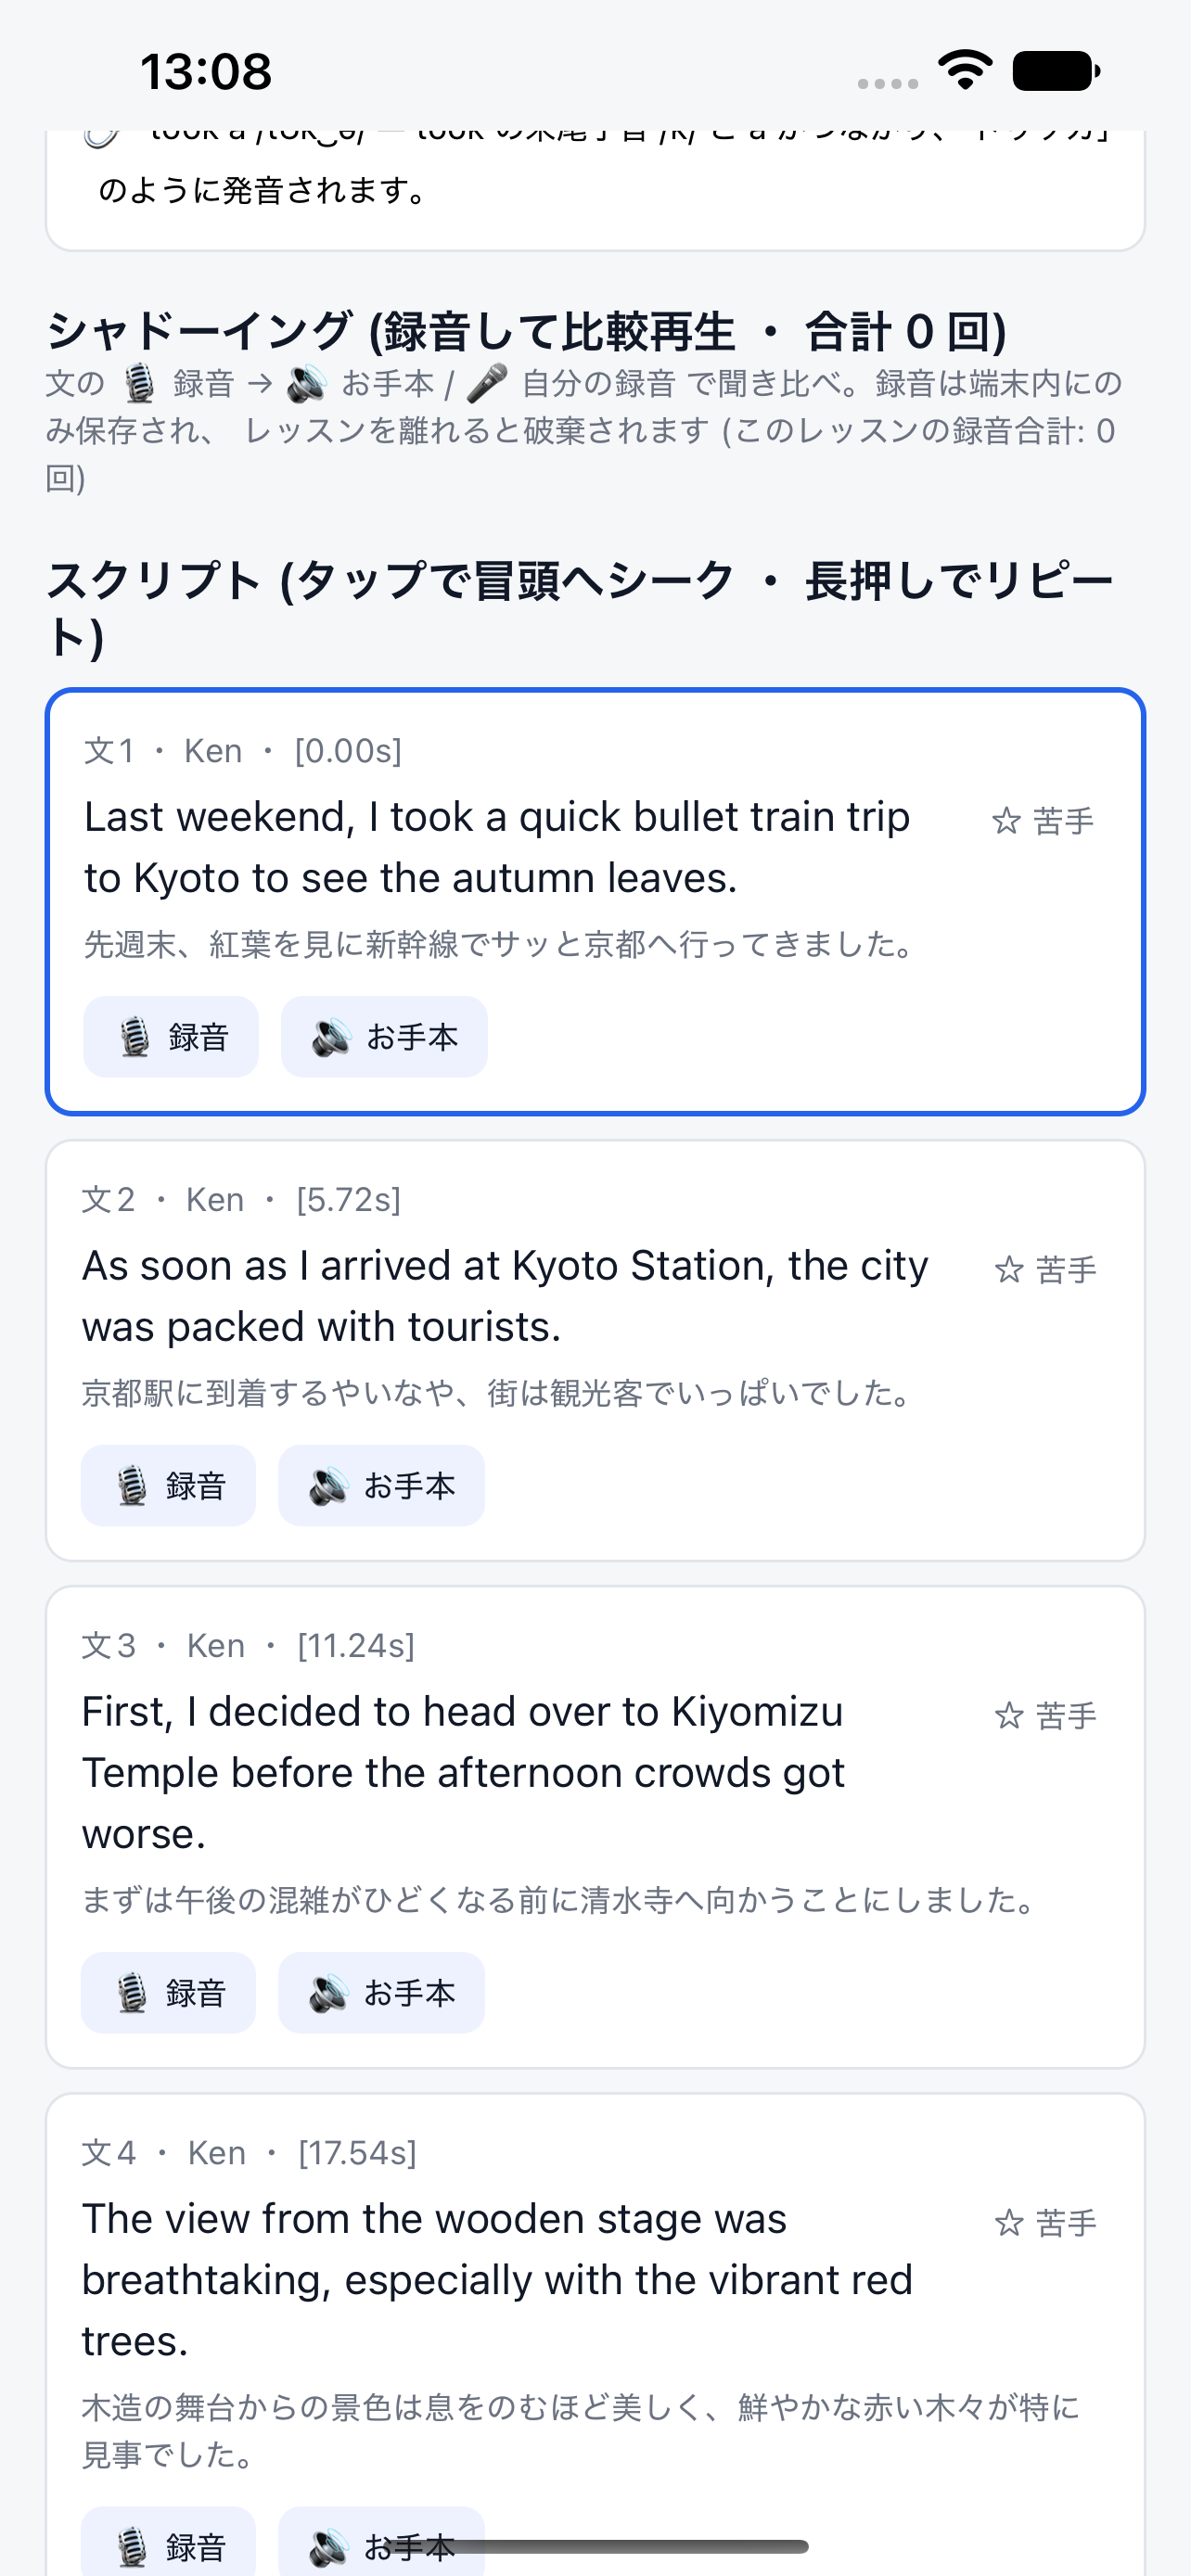 13:08
took a
のように発音されます。
シャドーイング (録音して比較再生 ・ 合計 0 回)
文の 🎙 録音 → 🔊 お手本 / 🎤 自分の録音 で聞き比べ。録音は端末内にの
み保存され、 レッスンを離れると破棄されます (このレッスンの録音合計: 0
回)
スクリプト (タップで冒頭へシーク ・ 長押しでリピー
ト)
文1 ・ Ken ・ [0.00s]
Last weekend, I took a quick bullet train trip
☆ 苦手
to Kyoto to see the autumn leaves.
先週末、紅葉を見に新幹線でサッと京都へ行ってきました。
🎙 録音 🔊 お手本
文2 ・ Ken ・ [5.72s]
As soon as I arrived at Kyoto Station, the city
☆ 苦手
was packed with tourists.
京都駅に到着するやいなや、街は観光客でいっぱいでした。
🎙 録音 🔊 お手本
文3 ・ Ken ・ [11.24s]
First, I decided to head over to Kiyomizu
☆ 苦手
Temple before the afternoon crowds got
worse.
まずは午後の混雑がひどくなる前に清水寺へ向かうことにしました。
🎙 録音 🔊 お手本
文4 ・ Ken ・ [17.54s]
The view from the wooden stage was
☆ 苦手
breathtaking, especially with the vibrant red
trees.
木造の舞台からの景色は息をのむほど美しく、鮮やかな赤い木々が特に
見事でした。
🎙 録音 🔊 お手本